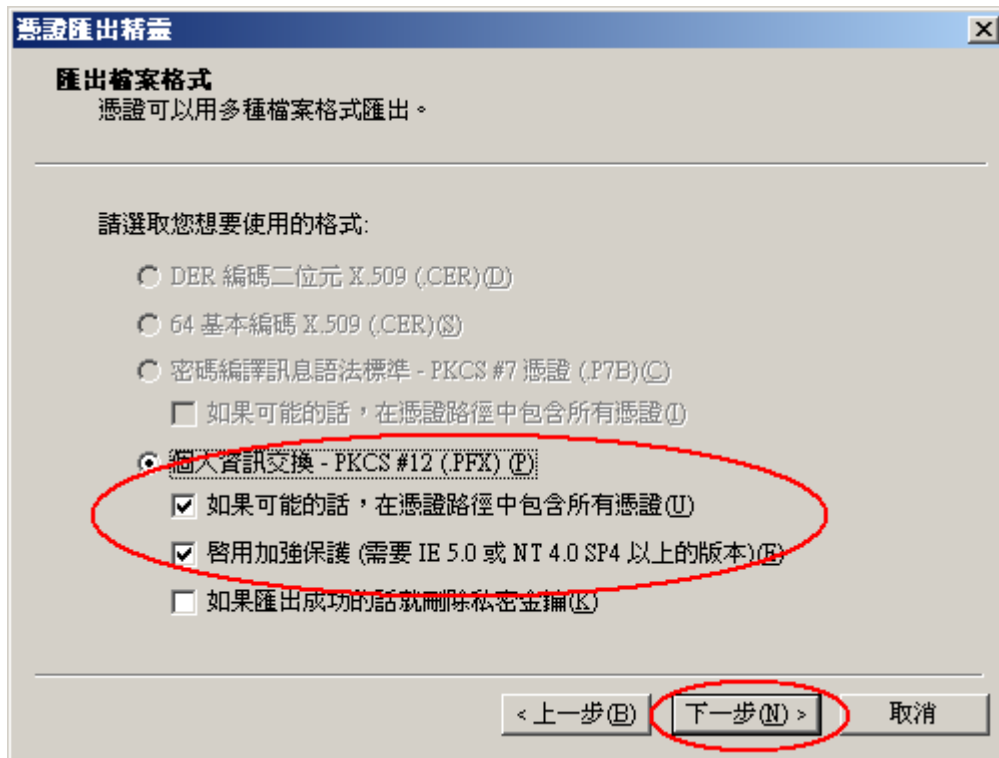 憑證匯出精靈
匯出檔案格式
憑證可以用多種檔案格式匯出。
請選取您想要使用的格式:
DER 編碼二位元 X.509 (.CER)(D)
64 基本編碼 X.509 (.CER)(S)
密碼編譯訊息語法標準 - PKCS #7 憑證 (.P7B)(C)
如果可能的話，在憑證路徑中包含所有憑證(I)
個人資訊交換 - PKCS #12 (.PFX) (P)
如果可能的話，在憑證路徑中包含所有憑證(U)
啓用加強保護 (需要 IE 5.0 或 NT 4.0 SP4 以上的版本)(E)
如果匯出成功的話就刪除私密金鑰(K)
< 上一步(B) 下一步(N) > 取消